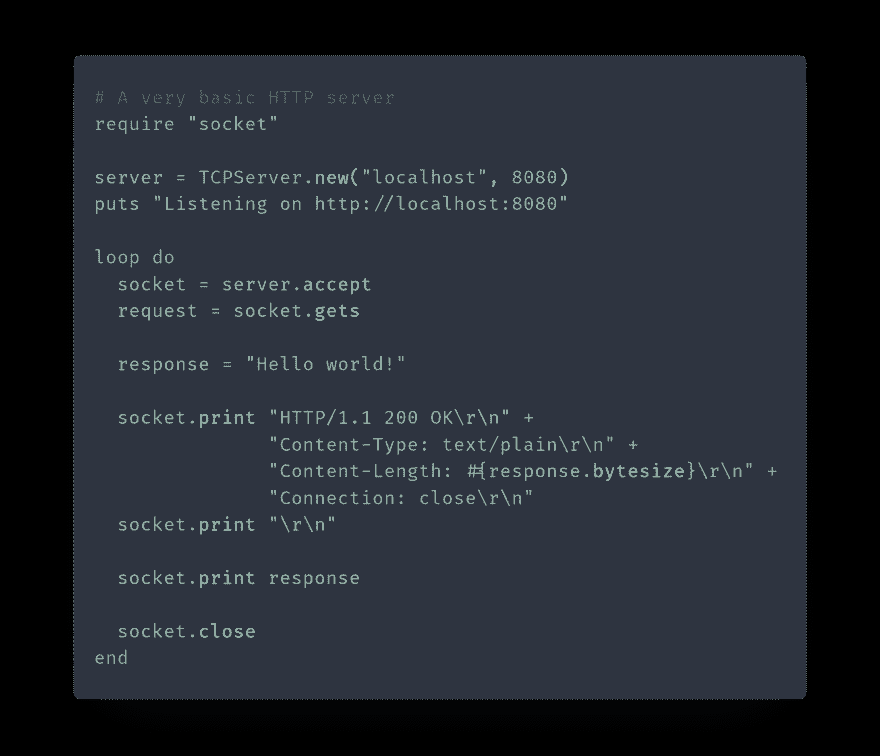 # A very basic HTTP server
require "socket"
server = TCPServer.new("localhost", 8080)
puts "Listening on http://localhost:8080"
loop do
  socket = server.accept
  request = socket.gets
  response = "Hello world!"
  socket.print "HTTP/1.1 200 OK\r\n" +
               "Content-Type: text/plain\r\n" +
               "Content-Length: #{response.bytesize}\r\n" +
               "Connection: close\r\n"
  socket.print "\r\n"
  socket.print response
  socket.close
end